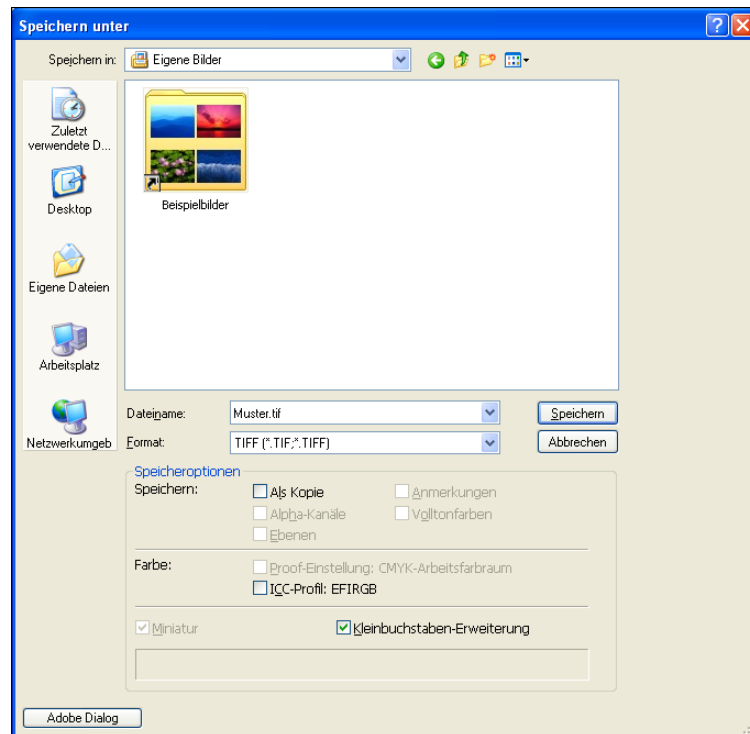 Speichern unter
Speichern in: Eigene Bilder
Zuletzt
verwendete D...
Desktop
Eigene Dateien
Arbeitsplatz
Netzwerkumgeb
Beispielbilder
Dateiname: Muster.tif Speichern
Format: TIFF (*.TIF;*.TIFF) Abbrechen
Speicheroptionen
Speichern: Als Kopie Anmerkungen
Alpha-Kanäle Volltonfarben
Ebenen
Farbe: Proof-Einstellung: CMYK-Arbeitsfarbraum
ICC-Profil: EFIRGB
Miniatur Kleinbuchstaben-Erweiterung
Adobe Dialog